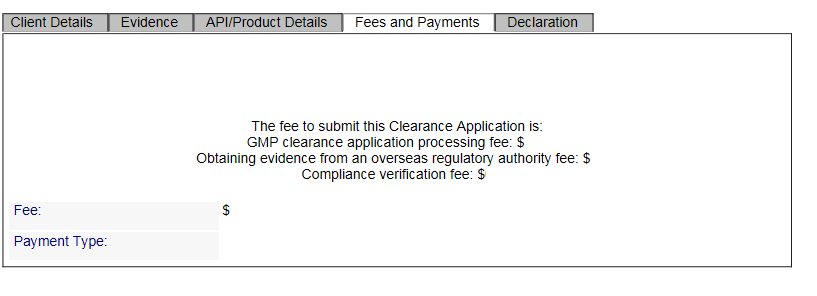 Client Details Evidence API/Product Details Fees and Payments Declaration
The fee to submit this Clearance Application is:
GMP clearance application processing fee: $
Obtaining evidence from an overseas regulatory authority fee: $
Compliance verification fee: $
Fee: $
Payment Type: